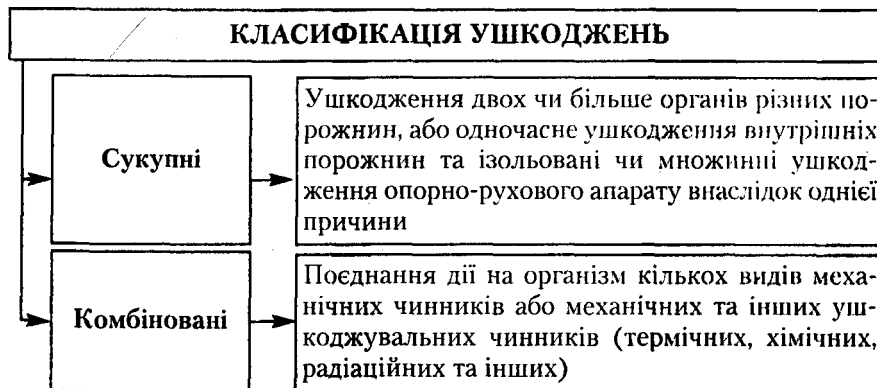 КЛАСИФІКАЦІЯ УШКОДЖЕНЬ
Сукупні
Ушкодження двох чи більше органів різних по-
рожнин, або одночасне ушкодження внутрішніх
порожнин та ізольовані чи множинні ушкод-
ження опорно-рухового апарату внаслідок однієї
причини
Комбіновані
Поєднання дії на організм кількох видів меха-
нічних чинників або механічних та інших уш-
коджувальних чинників (термічних, хімічних,
радіаційних та інших)